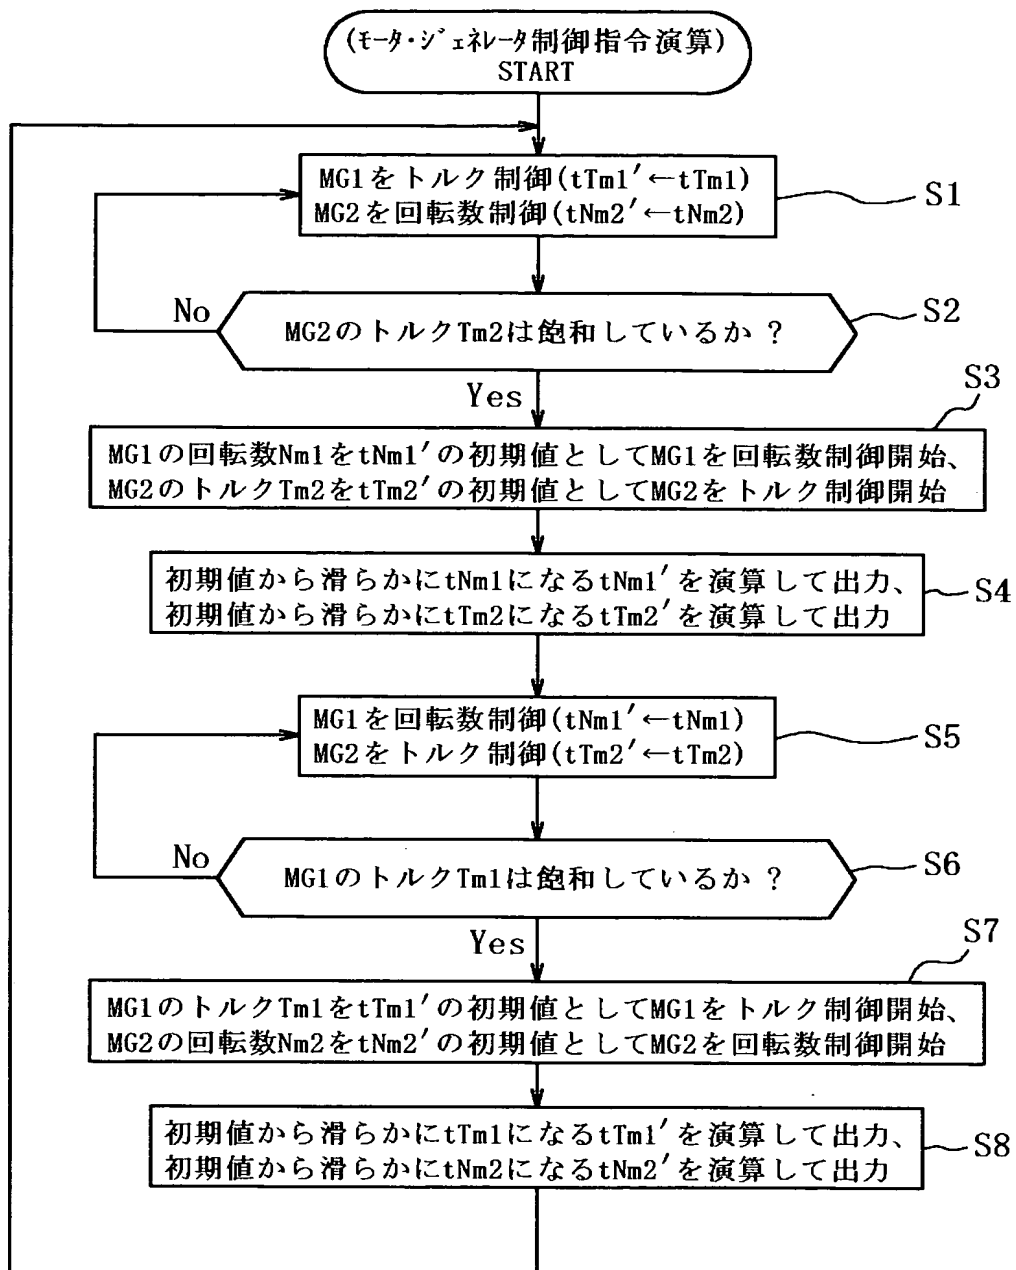 (ﾓｰﾀ・ｼﾞｪﾈﾚｰﾀ制御指令演算)
START
MG1をトルク制御(tTm1′←tTm1)
MG2を回転数制御(tNm2′←tNm2)
S1
No
MG2のトルクTm2は飽和しているか？
S2
Yes
S3
MG1の回転数Nm1をtNm1′の初期値としてMG1を回転数制御開始、
MG2のトルクTm2をtTm2′の初期値としてMG2をトルク制御開始
初期値から滑らかにtNm1になるtNm1′を演算して出力、
初期値から滑らかにtTm2になるtTm2′を演算して出力
S4
MG1を回転数制御(tNm1′←tNm1)
MG2をトルク制御(tTm2′←tTm2)
S5
No
MG1のトルクTm1は飽和しているか？
S6
Yes
S7
MG1のトルクTm1をtTm1′の初期値としてMG1をトルク制御開始、
MG2の回転数Nm2をtNm2′の初期値としてMG2を回転数制御開始
初期値から滑らかにtTm1になるtTm1′を演算して出力、
初期値から滑らかにtNm2になるtNm2′を演算して出力
S8